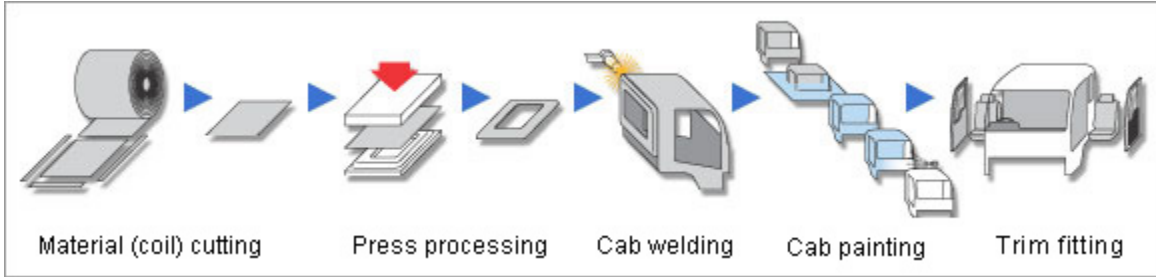 Material (coil) cutting
Press processing
Cab welding
Cab painting
Trim fitting